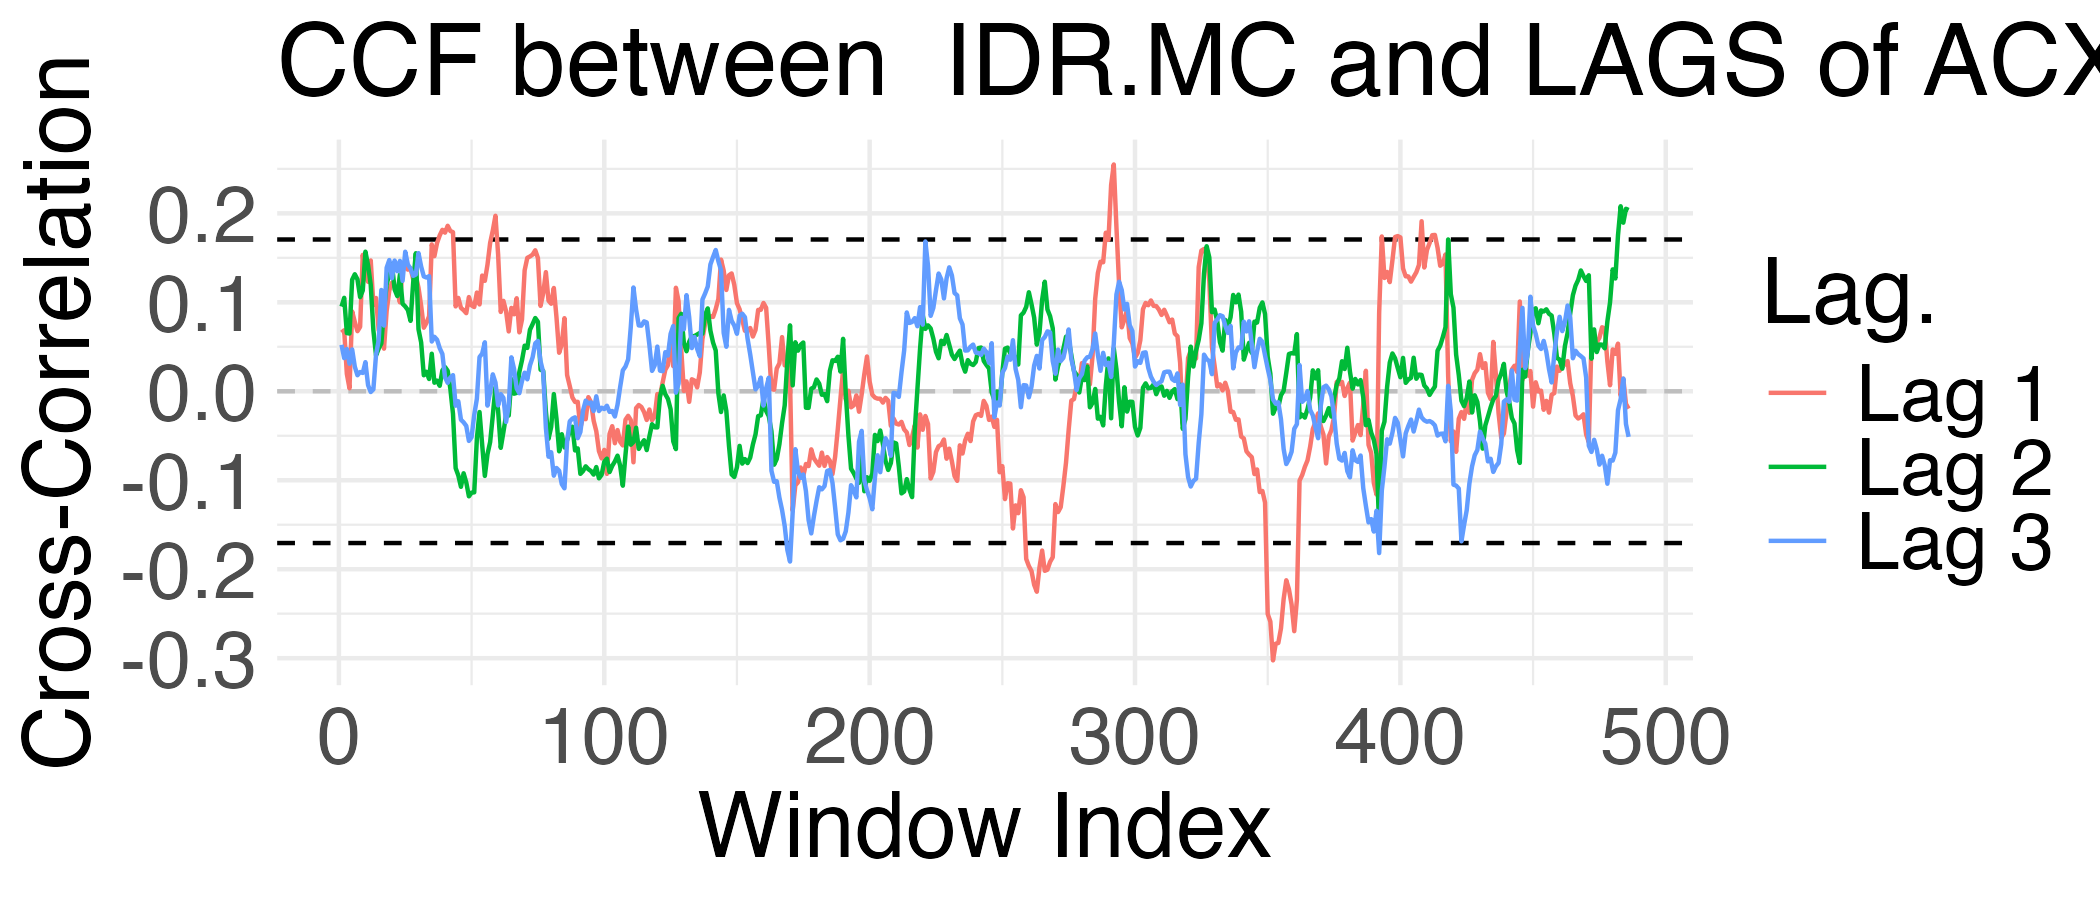 CCF between  IDR.MC and LAGS of ACX
Cross-Correlation
0.2
0.1
0.0
-0.1
-0.2
-0.3
0 100 200 300 400 500
Window Index
Lag.
Lag 1
Lag 2
Lag 3